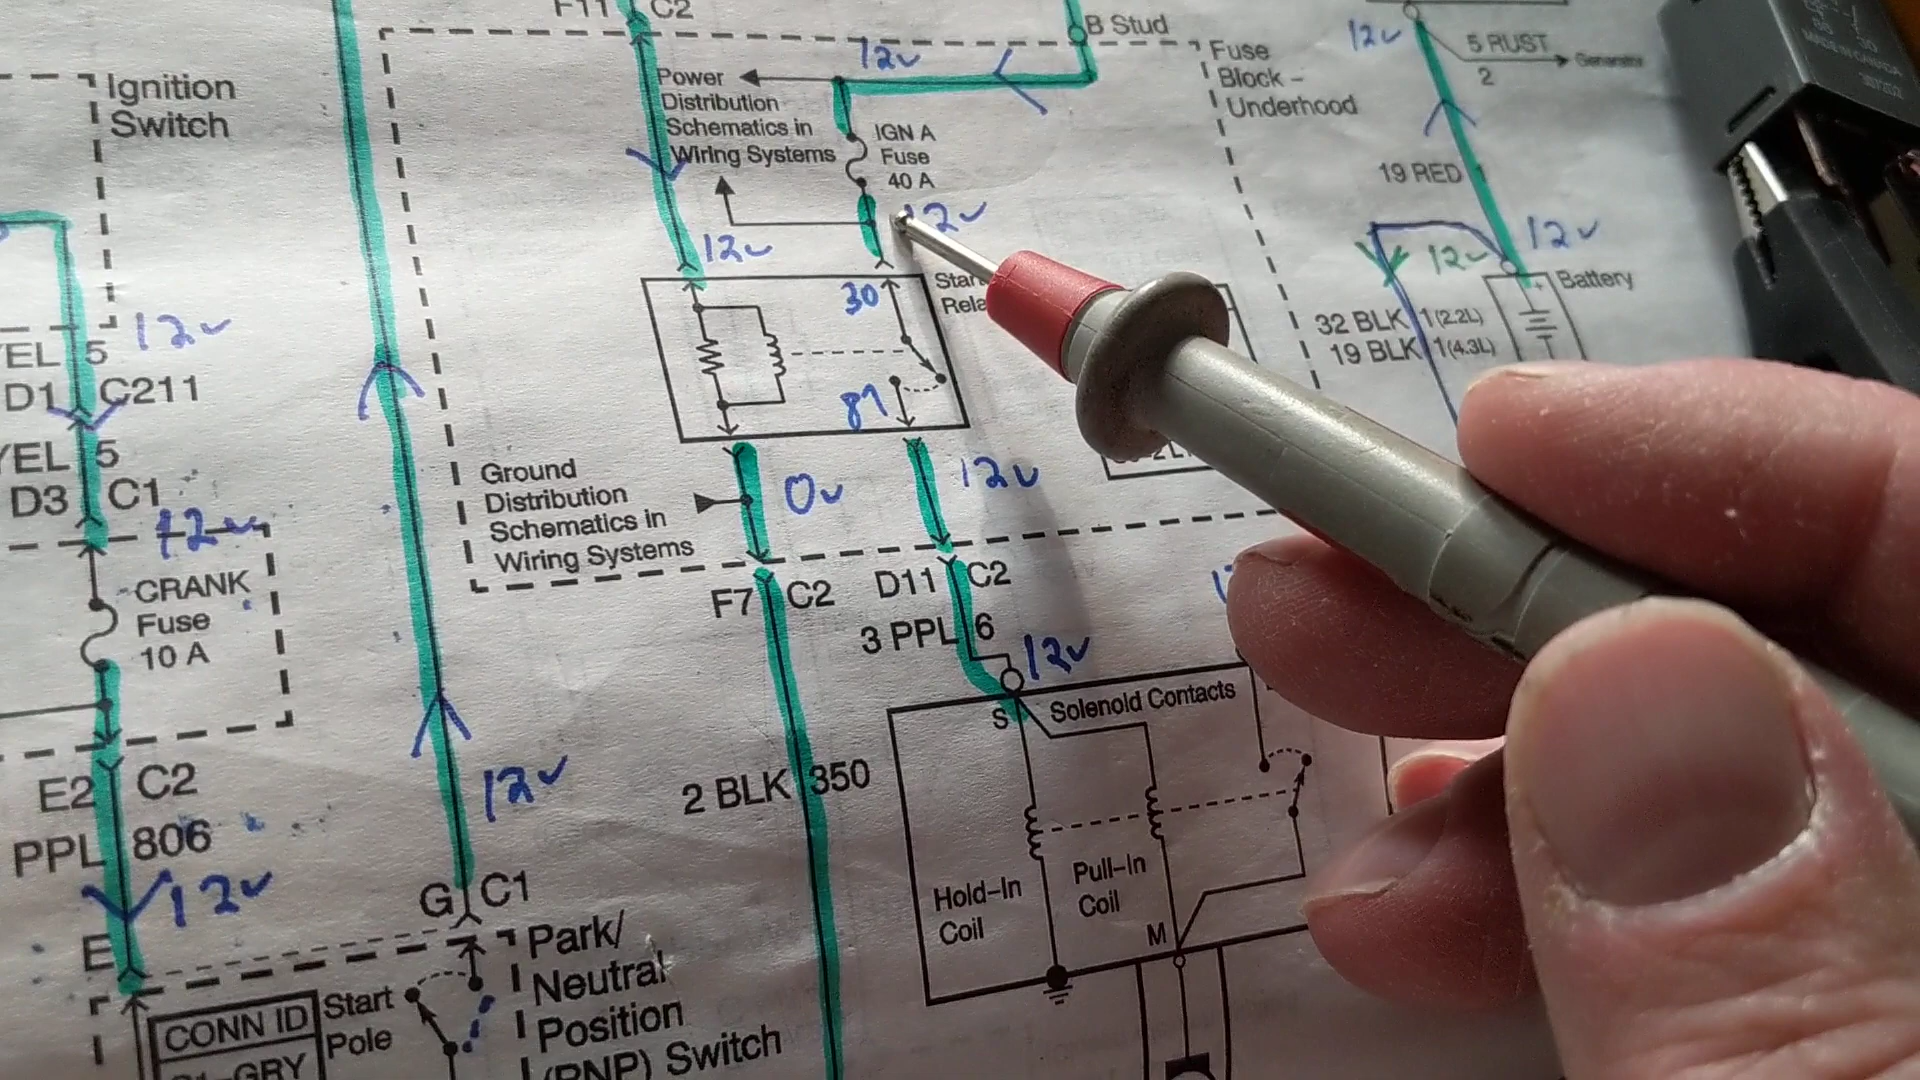 F11 C2
B Stud
12v
12v
5 RUST
2
Ignition
Switch
Power
Distribution
Schematics in
Wiring Systems
IGN A
Fuse
40 A
Fuse
Block -
Underhood
19 RED 1
12v
12v
12v
12v
Battery
32 BLK 1(2.2L)
19 BLK 1(4.3L)
12v
YEL 5
D1 C211
30
87
YEL 5
D3 C1
12v
Ground
Distribution
Schematics in
Wiring Systems
0v
12v
CRANK
Fuse
10 A
F7 C2
D11 C2
3 PPL 6
12v
S
Solenoid Contacts
E2 C2
PPL 806
12v
12v
2 BLK 350
Hold-In
Coil
Pull-In
Coil
M
G C1
E
Park/
Neutral
Position
(PNP) Switch
CONN ID
Start
Pole